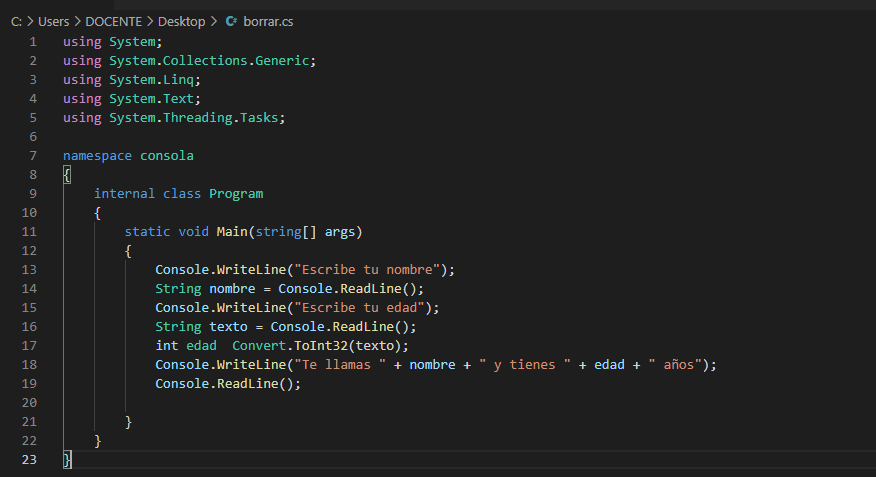 C: > Users > DOCENTE > Desktop > borrar.cs
1 using System;
2 using System.Collections.Generic;
3 using System.Linq;
4 using System.Text;
5 using System.Threading.Tasks;
6
7 namespace consola
8 {
9 internal class Program
10 {
11 static void Main(string[] args)
12 {
13 Console.WriteLine("Escribe tu nombre");
14 String nombre = Console.ReadLine();
15 Console.WriteLine("Escribe tu edad");
16 String texto = Console.ReadLine();
17 int edad  Convert.ToInt32(texto);
18 Console.WriteLine("Te llamas " + nombre + " y tienes " + edad + " años");
19 Console.ReadLine();
20
21 }
22 }
23 }